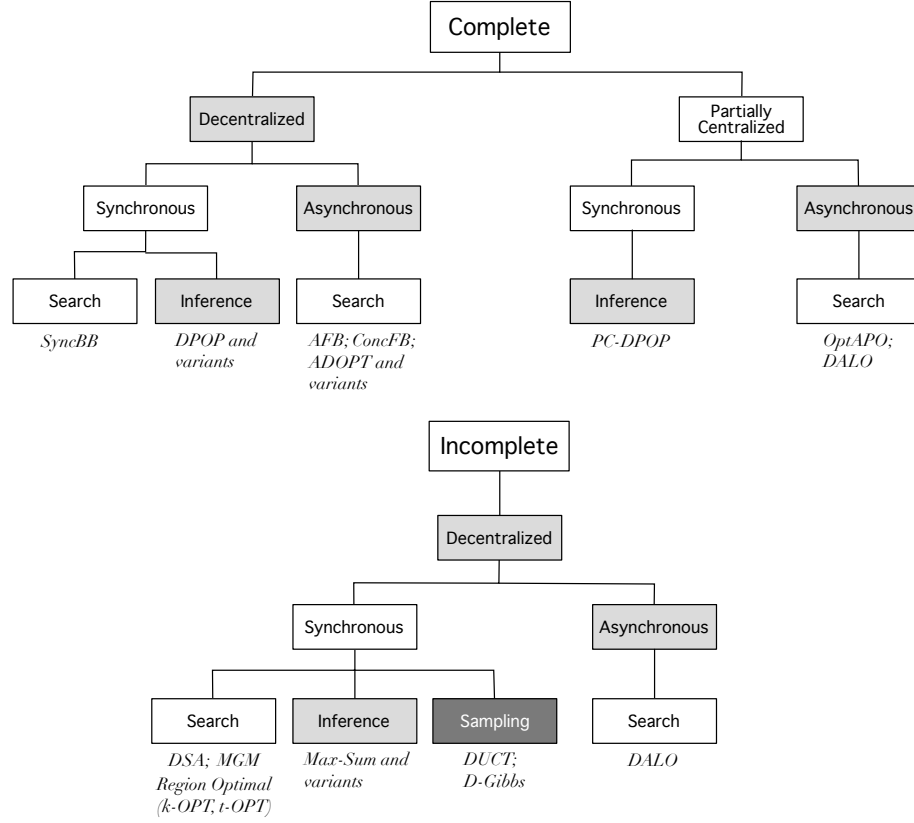 Complete
Decentralized
Partially
Centralized
Synchronous
Asynchronous
Synchronous
Asynchronous
Search
Inference
Search
Inference
Search
SyncBB
DPOP and
variants
AFB; ConcFB;
ADOPT and
variants
PC-DPOP
OptAPO;
DALO
Incomplete
Decentralized
Synchronous
Asynchronous
Search
Inference
Sampling
Search
DSA; MGM
Region Optimal
(k-OPT, t-OPT)
Max-Sum and
variants
DUCT;
D-Gibbs
DALO